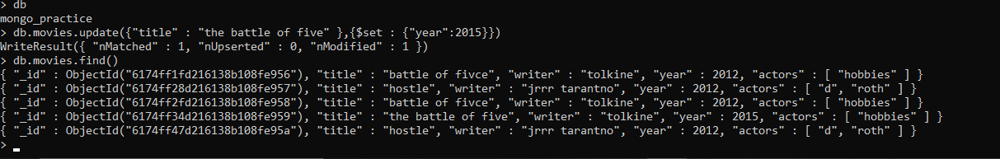 > db
mongo_practice
> db.movies.update({"title" : "the battle of five" },{$set : {"year":2015}})
WriteResult({ "nMatched" : 1, "nUpserted" : 0, "nModified" : 1 })
> db.movies.find()
{ "_id" : ObjectId("6174ff1fd216138b108fe956"), "title" : "battle of fivce", "writer" : "tolkine", "year" : 2012, "actors" : [ "hobbies" ] }
{ "_id" : ObjectId("6174ff28d216138b108fe957"), "title" : "hostle", "writer" : "jrrr tarantno", "year" : 2012, "actors" : [ "d", "roth" ] }
{ "_id" : ObjectId("6174ff2fd216138b108fe958"), "title" : "battle of fivce", "writer" : "tolkine", "year" : 2012, "actors" : [ "hobbies" ] }
{ "_id" : ObjectId("6174ff34d216138b108fe959"), "title" : "the battle of five", "writer" : "tolkine", "year" : 2015, "actors" : [ "hobbies" ] }
{ "_id" : ObjectId("6174ff47d216138b108fe95a"), "title" : "hostle", "writer" : "jrrr tarantno", "year" : 2012, "actors" : [ "d", "roth" ] }
>